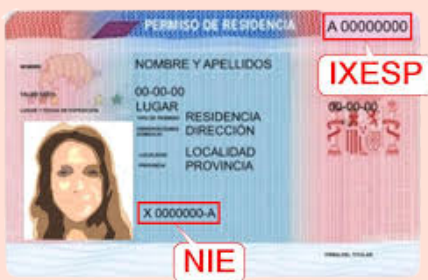 PERMISO DE RESIDENCIA
A 00000000
IXESP
NOMBRE Y APELLIDOS
00-00-00
00-00-00
LUGAR
RESIDENCIA
DIRECCIÓN
LOCALIDAD
PROVINCIA
X 0000000-A
NIE